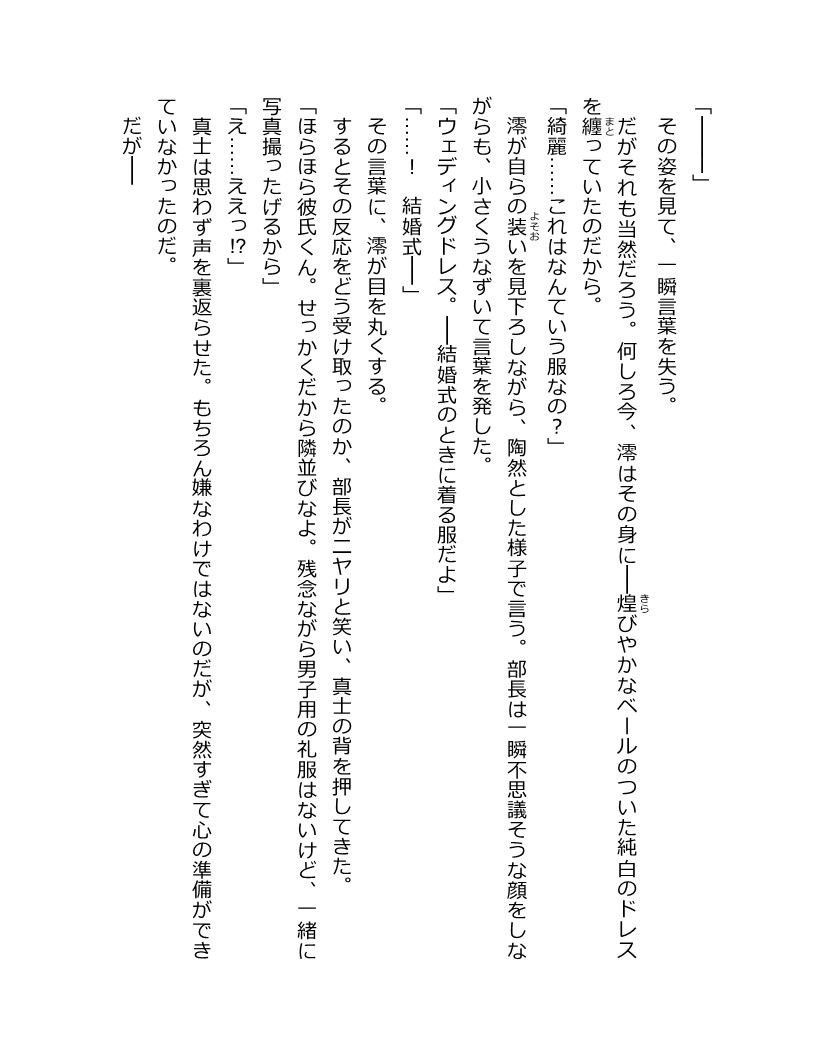 「――」
その姿を見て、一瞬言葉を失う。
だがそれも当然だろう。何しろ今、澪はその身に――煌びやかなベールのついた純白のドレス
を纏っていたのだから。
「綺麗……これはなんていう服なの？」
澪が自らの装いを見下ろしながら、陶然とした様子で言う。部長は一瞬不思議そうな顔をしな
がらも、小さくうなずいて言葉を発した。
「ウェディングドレス。――結婚式のときに着る服だよ」
「……！　結婚式――」
その言葉に、澪が目を丸くする。
するとその反応をどう受け取ったのか、部長がニヤリと笑い、真士の背を押してきた。
「ほらほら彼氏くん。せっかくだから隣並びなよ。残念ながら男子用の礼服はないけど、一緒に
写真撮ったげるから」
「え……ええっ!?」
真士は思わず声を裏返らせた。もちろん嫌なわけではないのだが、突然すぎて心の準備ができ
ていなかったのだ。
だが――